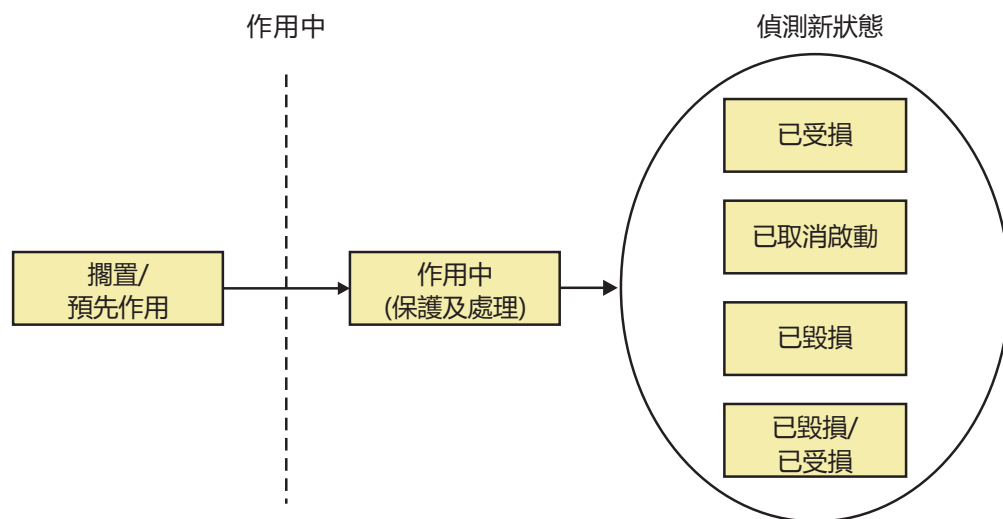 作用中
偵測新狀態
擱置/
預先作用
作用中
(保護及處理)
已受損
已取消啟動
已毀損
已毀損/
已受損